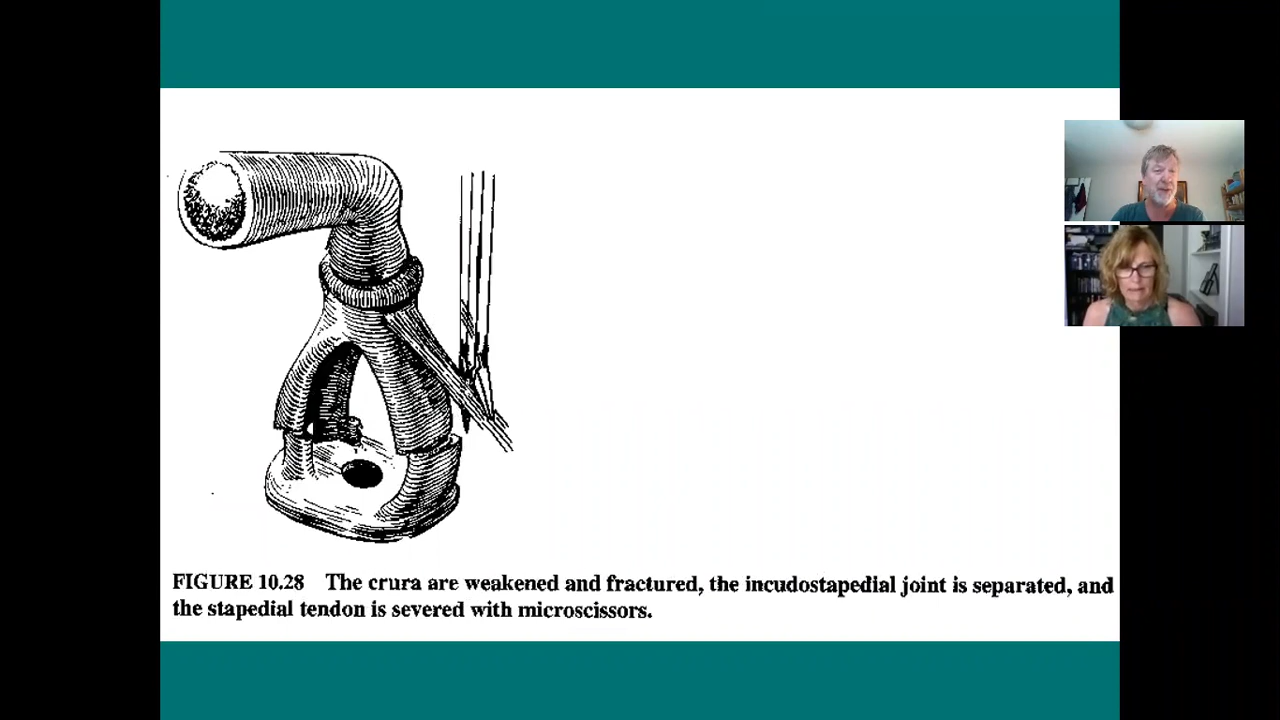 FIGURE 10.28 The crura are weakened and fractured, the incudostapedial joint is separated, and
the stapedial tendon is severed with microscissors.